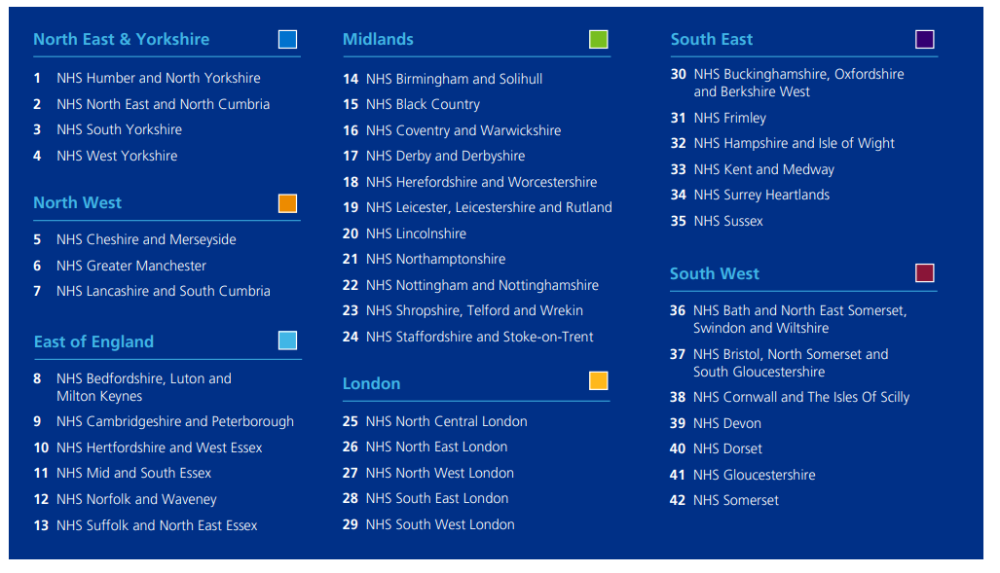 North East & Yorkshire
1 NHS Humber and North Yorkshire
2 NHS North East and North Cumbria
3 NHS South Yorkshire
4 NHS West Yorkshire
North West
5 NHS Cheshire and Merseyside
6 NHS Greater Manchester
7 NHS Lancashire and South Cumbria
East of England
8 NHS Bedfordshire, Luton and
Milton Keynes
9 NHS Cambridgeshire and Peterborough
10 NHS Hertfordshire and West Essex
11 NHS Mid and South Essex
12 NHS Norfolk and Waveney
13 NHS Suffolk and North East Essex
Midlands
14 NHS Birmingham and Solihull
15 NHS Black Country
16 NHS Coventry and Warwickshire
17 NHS Derby and Derbyshire
18 NHS Herefordshire and Worcestershire
19 NHS Leicester, Leicestershire and Rutland
20 NHS Lincolnshire
21 NHS Northamptonshire
22 NHS Nottingham and Nottinghamshire
23 NHS Shropshire, Telford and Wrekin
24 NHS Staffordshire and Stoke-on-Trent
London
25 NHS North Central London
26 NHS North East London
27 NHS North West London
28 NHS South East London
29 NHS South West London
South East
30 NHS Buckinghamshire, Oxfordshire
and Berkshire West
31 NHS Frimley
32 NHS Hampshire and Isle of Wight
33 NHS Kent and Medway
34 NHS Surrey Heartlands
35 NHS Sussex
South West
36 NHS Bath and North East Somerset,
Swindon and Wiltshire
37 NHS Bristol, North Somerset and
South Gloucestershire
38 NHS Cornwall and The Isles Of Scilly
39 NHS Devon
40 NHS Dorset
41 NHS Gloucestershire
42 NHS Somerset